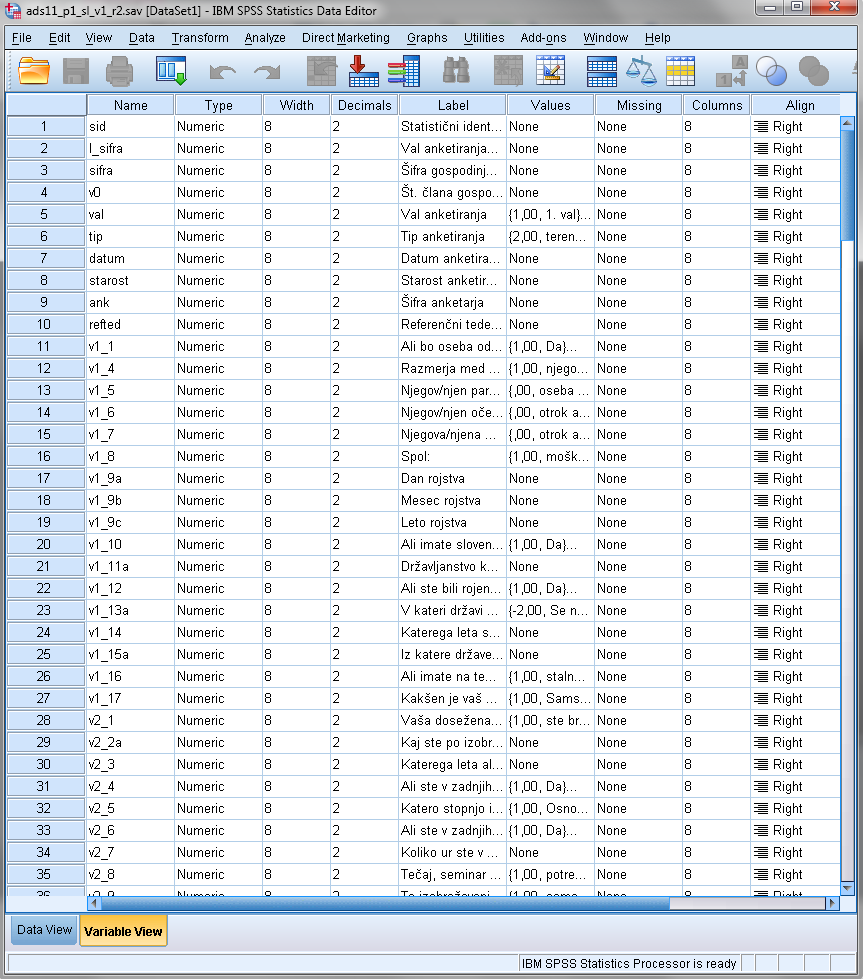 ads11_p1_sl_v1_r2.sav [DataSet1] - IBM SPSS Statistics Data Editor
File Edit View Data Transform Analyze Direct Marketing Graphs Utilities Add-ons Window Help
Name Type Width Decimals Label Values Missing Columns Align
1 sid Numeric 8 2 Statistični ident... None None 8 Right
2 l_sifra Numeric 8 2 Val anketiranja... None None 8 Right
3 sifra Numeric 8 2 Šifra gospodinj... None None 8 Right
4 v0 Numeric 8 2 Št. člana gospo... None None 8 Right
5 val Numeric 8 2 Val anketiranja {1,00, 1. val}... None 8 Right
6 tip Numeric 8 2 Tip anketiranja {2,00, teren... None 8 Right
7 datum Numeric 8 2 Datum anketira... None None 8 Right
8 starost Numeric 8 2 Starost anketir... None None 8 Right
9 ank Numeric 8 2 Šifra anketarja None None 8 Right
10 refted Numeric 8 2 Referenčni tede... None None 8 Right
11 v1_1 Numeric 8 2 Ali bo oseba od... {1,00, Da}... None 8 Right
12 v1_4 Numeric 8 2 Razmerja med ... {1,00, njego... None 8 Right
13 v1_5 Numeric 8 2 Njegov/njen par... {,00, oseba ... None 8 Right
14 v1_6 Numeric 8 2 Njegov/njen oče... {,00, otrok a... None 8 Right
15 v1_7 Numeric 8 2 Njegova/njena ... {,00, otrok a... None 8 Right
16 v1_8 Numeric 8 2 Spol: {1,00, mošk... None 8 Right
17 v1_9a Numeric 8 2 Dan rojstva None None 8 Right
18 v1_9b Numeric 8 2 Mesec rojstva None None 8 Right
19 v1_9c Numeric 8 2 Leto rojstva None None 8 Right
20 v1_10 Numeric 8 2 Ali imate sloven... {1,00, Da}... None 8 Right
21 v1_11a Numeric 8 2 Državljanstvo k... None None 8 Right
22 v1_12 Numeric 8 2 Ali ste bili rojen... {1,00, Da}... None 8 Right
23 v1_13a Numeric 8 2 V kateri državi ... {-2,00, Se n... None 8 Right
24 v1_14 Numeric 8 2 Katerega leta s... None None 8 Right
25 v1_15a Numeric 8 2 Iz katere države... None None 8 Right
26 v1_16 Numeric 8 2 Ali imate na te... {1,00, staln... None 8 Right
27 v1_17 Numeric 8 2 Kakšen je vaš ... {1,00, Sams... None 8 Right
28 v2_1 Numeric 8 2 Vaša dosežena... {1,00, ste br... None 8 Right
29 v2_2a Numeric 8 2 Kaj ste po izobr... None None 8 Right
30 v2_3 Numeric 8 2 Katerega leta al... None None 8 Right
31 v2_4 Numeric 8 2 Ali ste v zadnjih... {1,00, Da}... None 8 Right
32 v2_5 Numeric 8 2 Katero stopnjo i... {1,00, Osno... None 8 Right
33 v2_6 Numeric 8 2 Ali ste v zadnjih... {1,00, Da}... None 8 Right
34 v2_7 Numeric 8 2 Koliko ur ste v ... None None 8 Right
35 v2_8 Numeric 8 2 Tečaj, seminar ... {1,00, potre... None 8 Right
Data View Variable View
IBM SPSS Statistics Processor is ready